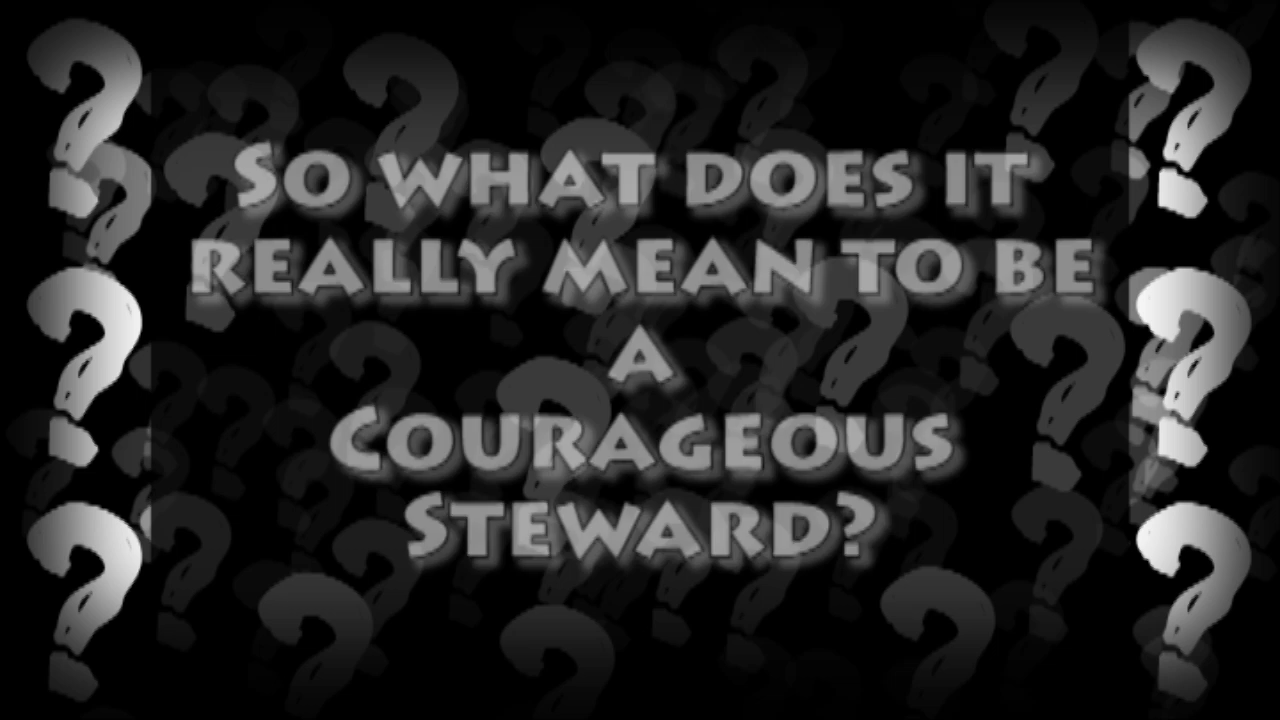 So what does it
really mean to be
a
Courageous
Steward?